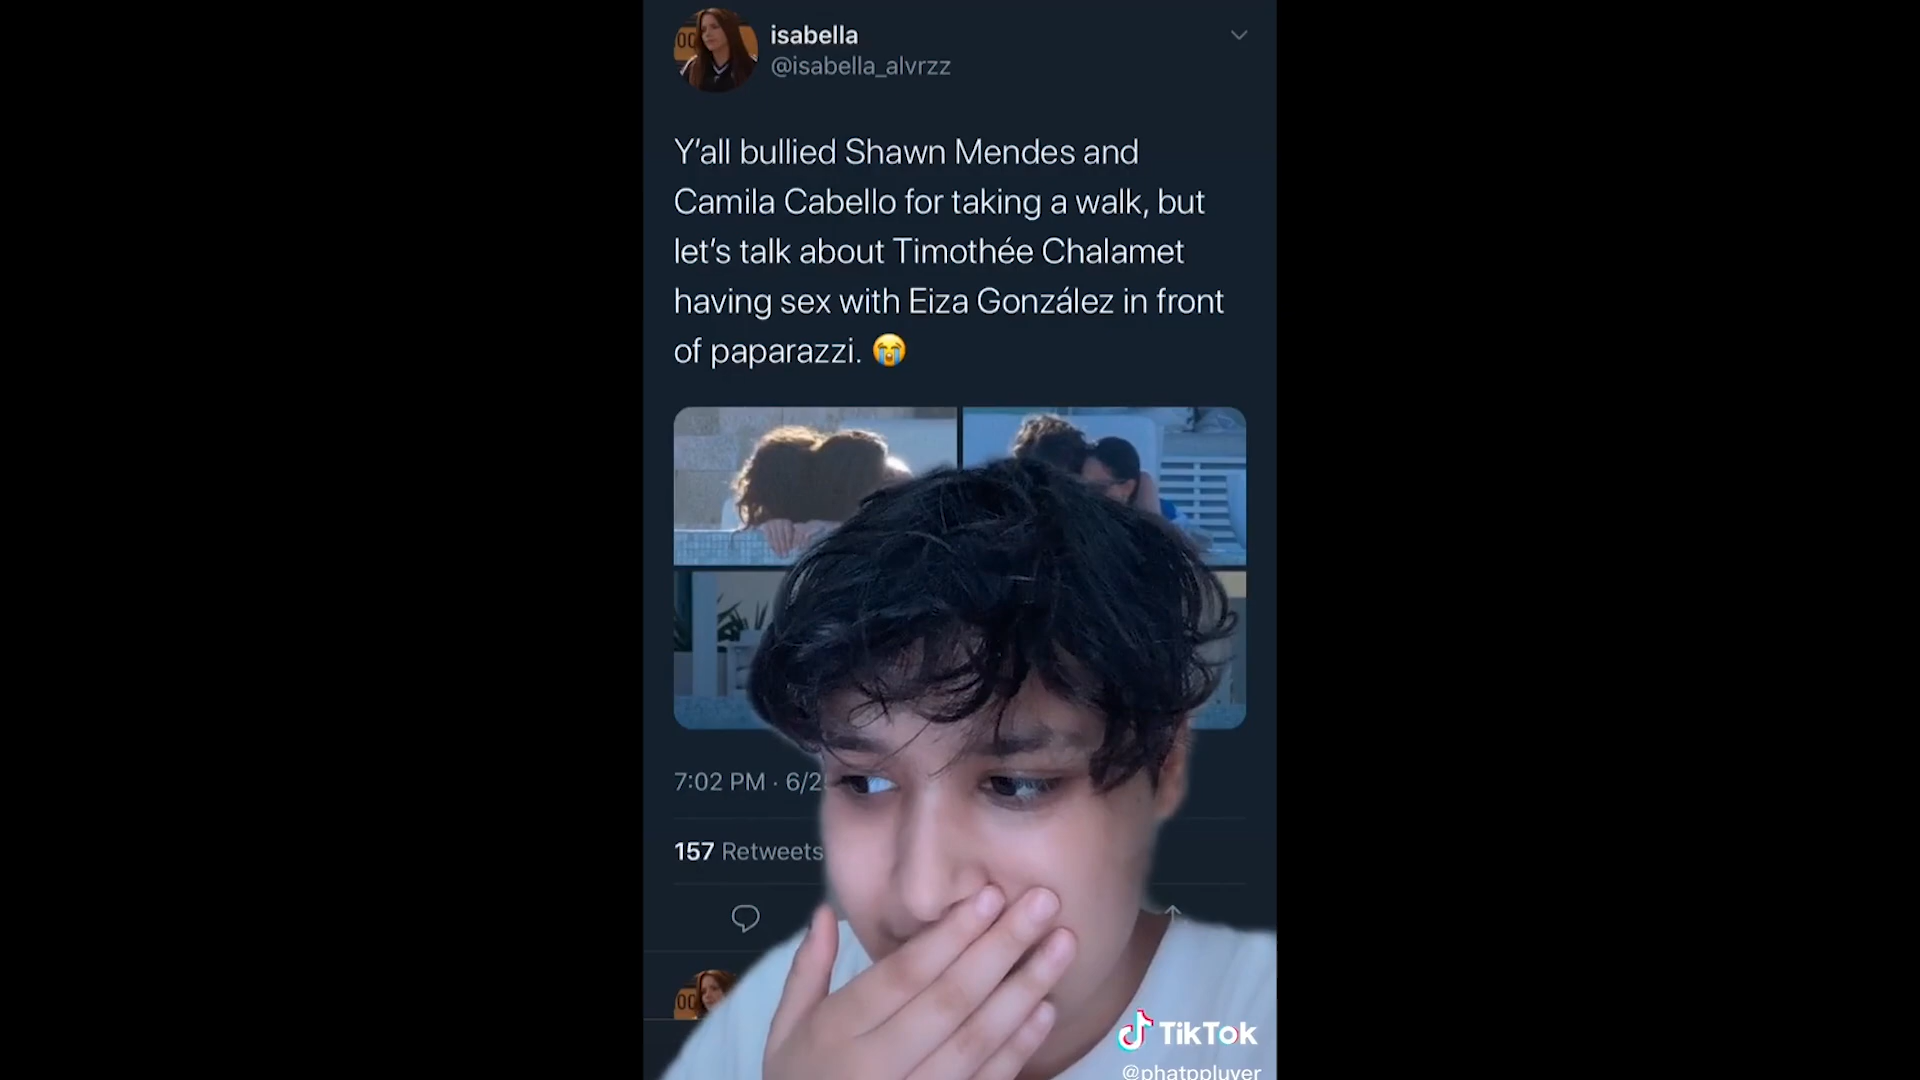 isabella
@isabella_alvrzz
Y'all bullied Shawn Mendes and
Camila Cabello for taking a walk, but
let's talk about Timothée Chalamet
having sex with Eiza González in front
of paparazzi. 😭
7:02 PM · 6/2
157 Retweets
TikTok
@phatppluver